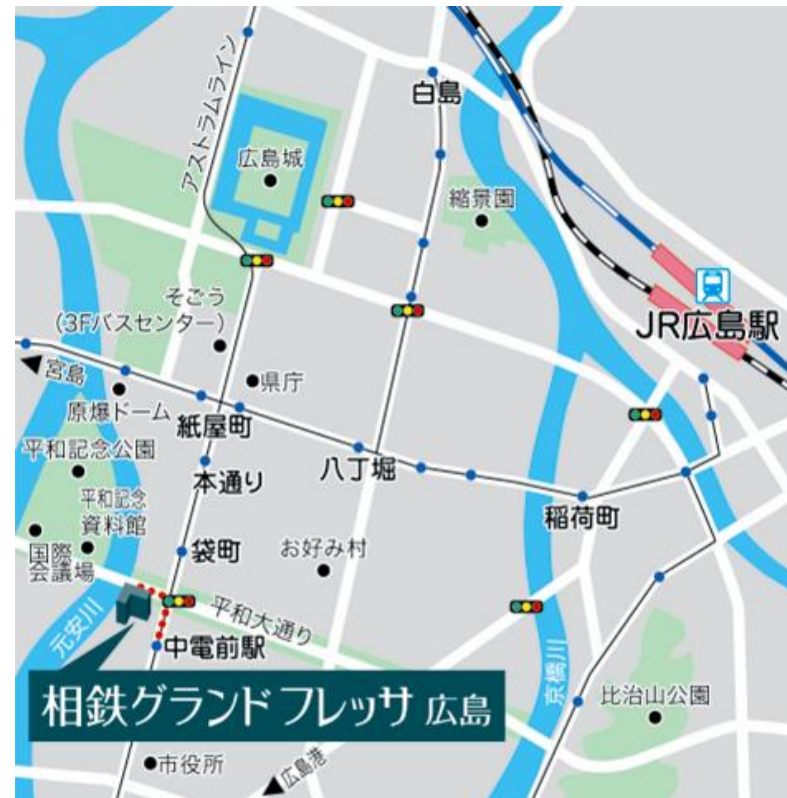 白島
アストラムライン
広島城
縮景園
そごう
(3Fバスセンター)
JR広島駅
宮島
県庁
原爆ドーム
紙屋町
平和記念公園
本通り
八丁堀
平和記念
資料館
稲荷町
国際
会議場
袋町
お好み村
平和大通り
元安川
中電前駅
京橋川
相鉄グランドフレッサ 広島
比治山公園
市役所
広島港